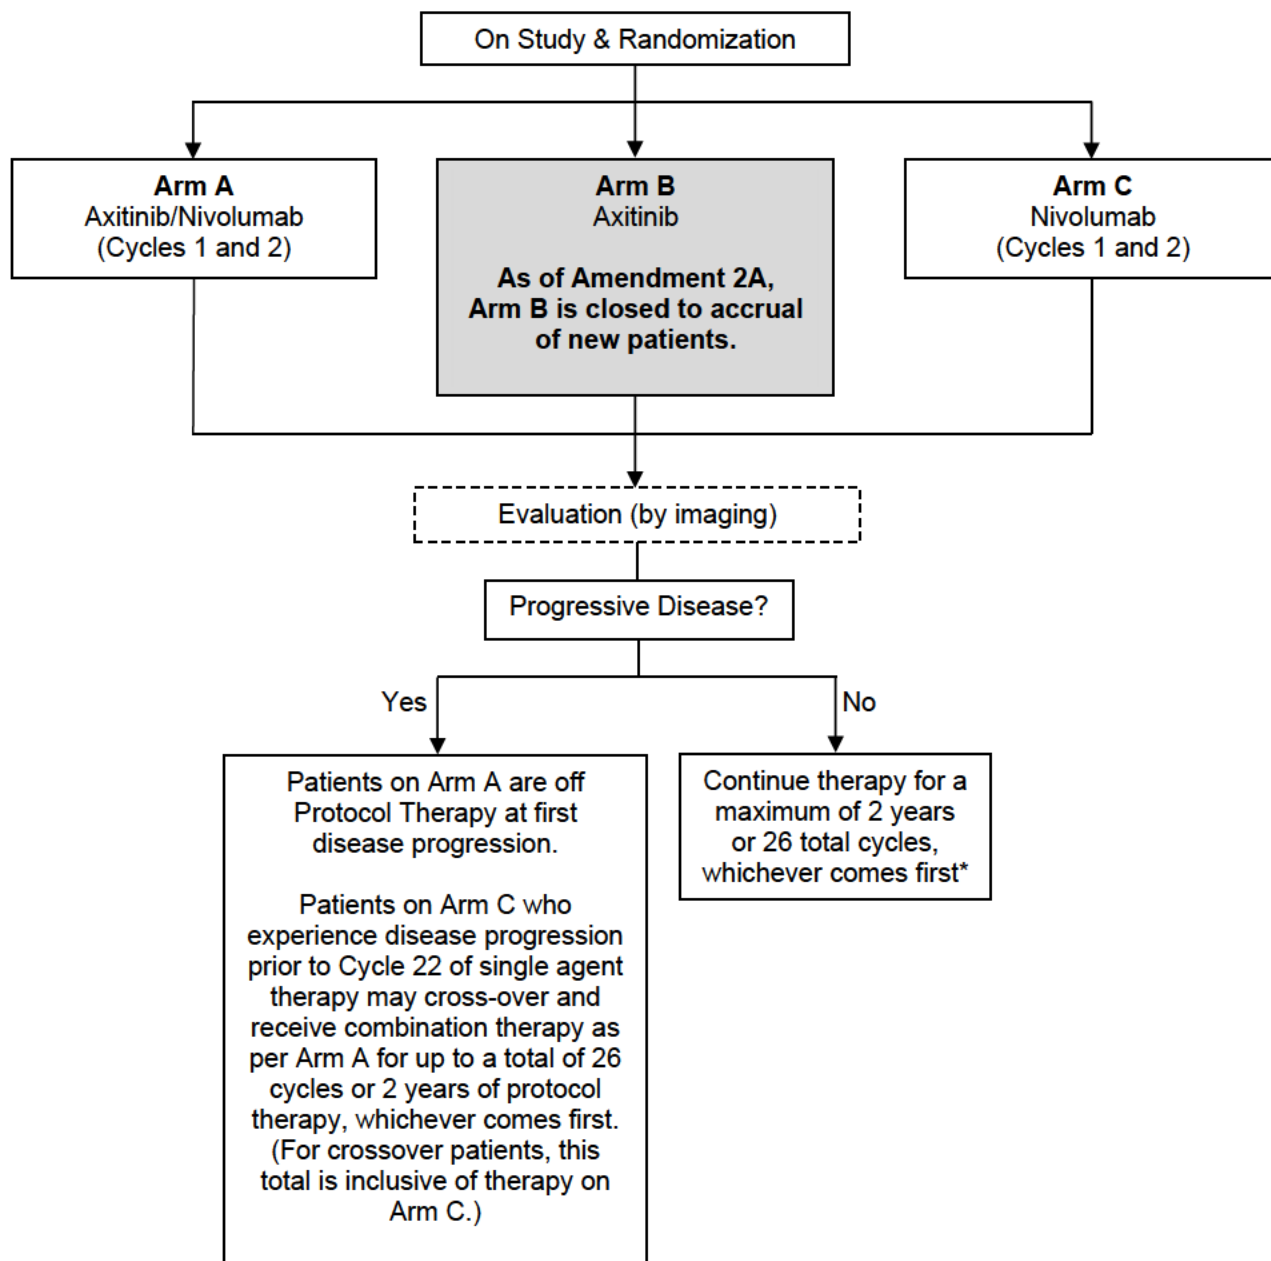 On Study & Randomization
Arm A
Axitinib/Nivolumab
(Cycles 1 and 2)
Arm B
Axitinib
As of Amendment 2A,
Arm B is closed to accrual
of new patients.
Arm C
Nivolumab
(Cycles 1 and 2)
Evaluation (by imaging)
Progressive Disease?
Yes
No
Patients on Arm A are off
Protocol Therapy at first
disease progression.
Patients on Arm C who
experience disease progression
prior to Cycle 22 of single agent
therapy may cross-over and
receive combination therapy as
per Arm A for up to a total of 26
cycles or 2 years of protocol
therapy, whichever comes first.
(For crossover patients, this
total is inclusive of therapy on
Arm C.)
Continue therapy for a
maximum of 2 years
or 26 total cycles,
whichever comes first*